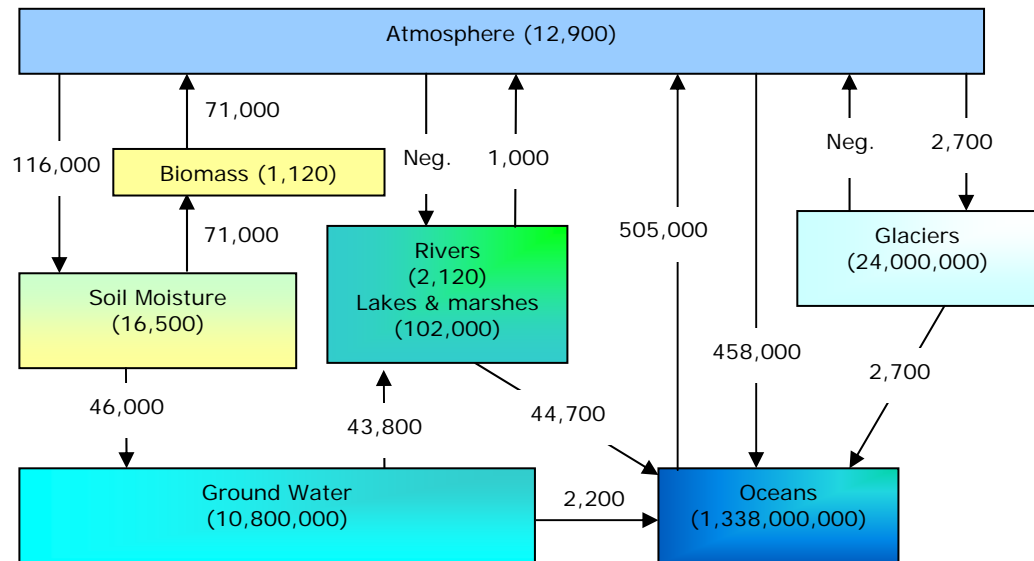 Atmosphere (12,900)
71,000
116,000
Neg.
1,000
Neg.
2,700
Biomass (1,120)
71,000
505,000
Rivers
(2,120)
Lakes & marshes
(102,000)
Glaciers
(24,000,000)
Soil Moisture
(16,500)
458,000
2,700
46,000
43,800
44,700
Ground Water
(10,800,000)
2,200
Oceans
(1,338,000,000)